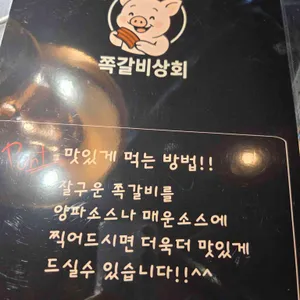 쪽갈비상회
맛있게 먹는 방법!!
잘구운 쪽갈비를
양파소스나 매운소스에
찍어드시면 더욱더 맛있게
드실수 있습니다!!^^